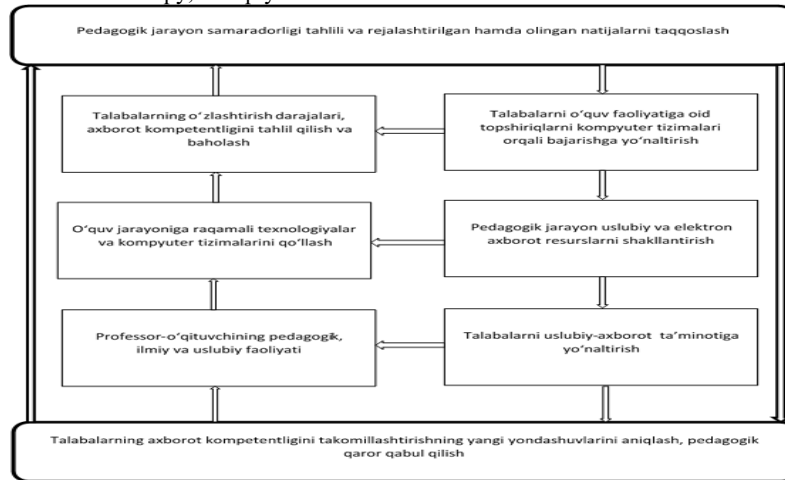 Pedagogik jarayon samaradorligi tahlili va rejalashtirilgan hamda olingan natijalarni taqqoslash
Talabalarning o‘zlashtirish darajalari,
axborot kompetentligini tahlil qilish va
baholash
Talabalarni o‘quv faoliyatiga oid
topshiriqlarni kompyuter tizimalari
orqali bajarishga yo‘naltirish
O‘quv jarayoniga raqamali texnologiyalar
va kompyuter tizimalarini qo‘llash
Pedagogik jarayon uslubiy va elektron
axborot resurslarni shakllantirish
Professor-o‘qituvchining pedagogik,
ilmiy va uslubiy faoliyati
Talabalarni uslubiy-axborot ta’minotiga
yo‘naltirish
Talabalarning axborot kompetentligini takomillashtirishning yangi yondashuvlarini aniqlash, pedagogik
qaror qabul qilish